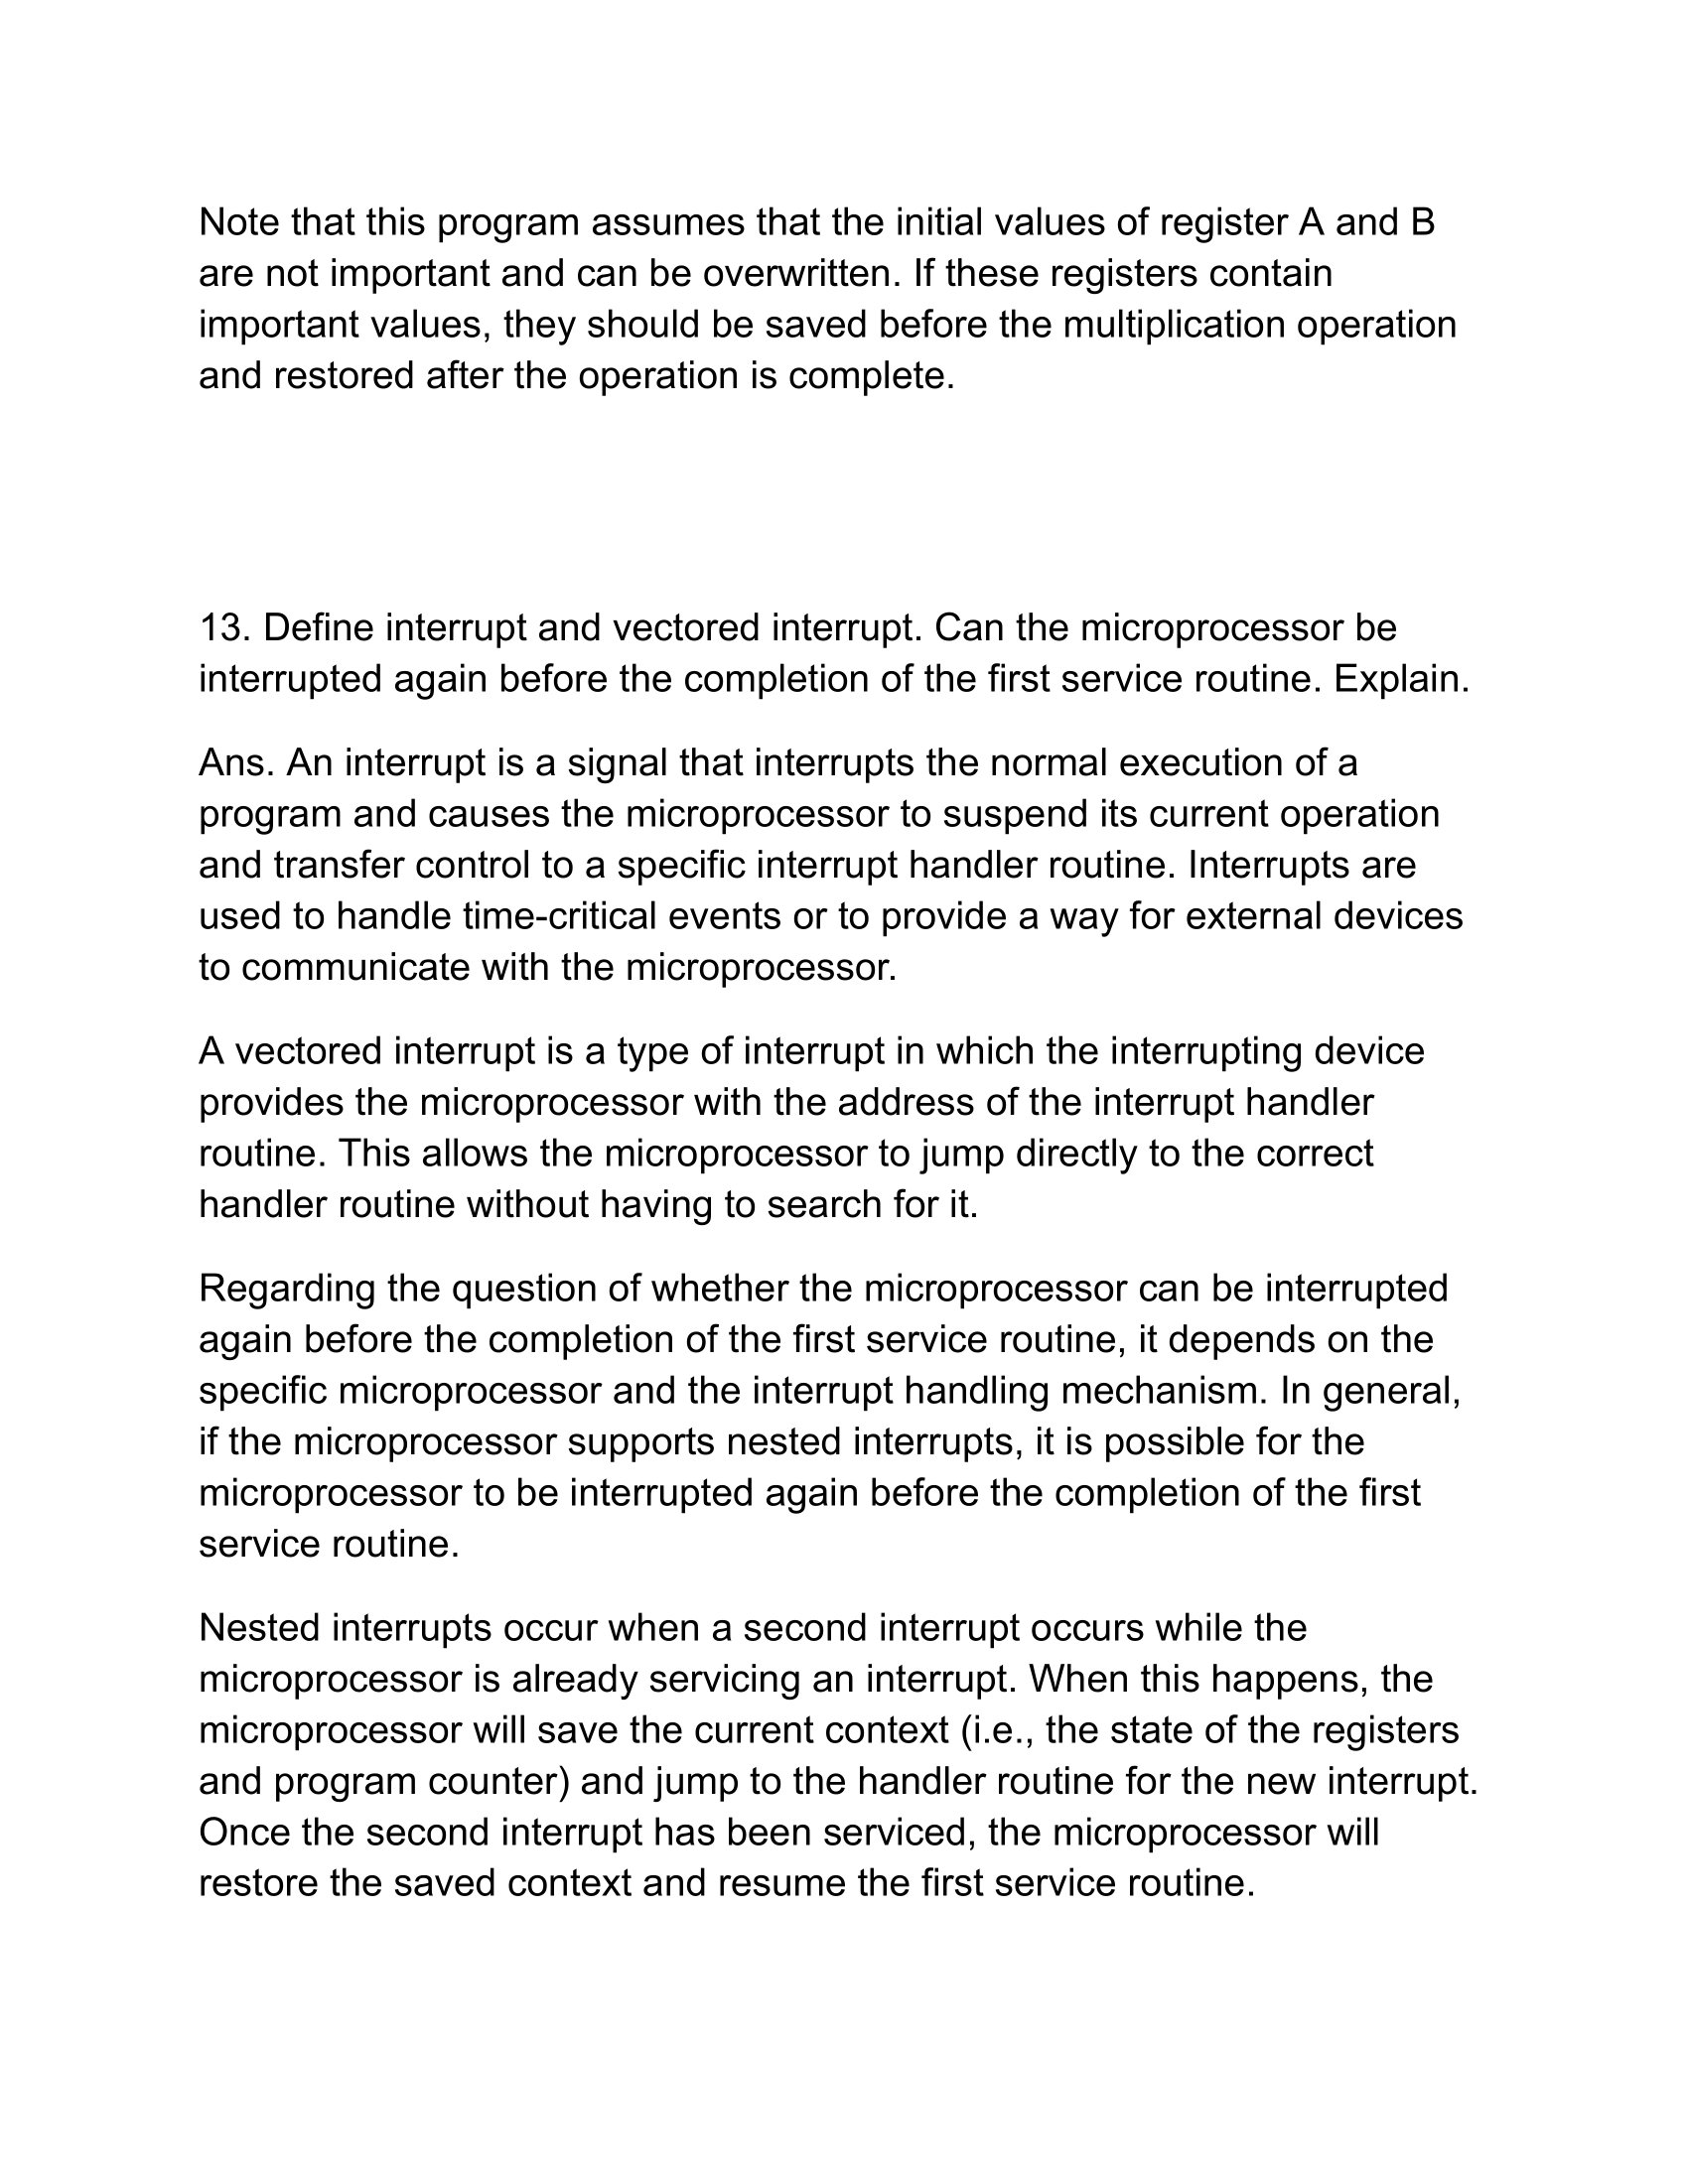 Note that this program assumes that the initial values of register A and B
are not important and can be overwritten. If these registers contain
important values, they should be saved before the multiplication operation
and restored after the operation is complete.
13. Define interrupt and vectored interrupt. Can the microprocessor be
interrupted again before the completion of the first service routine. Explain.
Ans. An interrupt is a signal that interrupts the normal execution of a
program and causes the microprocessor to suspend its current operation
and transfer control to a specific interrupt handler routine. Interrupts are
used to handle time-critical events or to provide a way for external devices
to communicate with the microprocessor.
A vectored interrupt is a type of interrupt in which the interrupting device
provides the microprocessor with the address of the interrupt handler
routine. This allows the microprocessor to jump directly to the correct
handler routine without having to search for it.
Regarding the question of whether the microprocessor can be interrupted
again before the completion of the first service routine, it depends on the
specific microprocessor and the interrupt handling mechanism. In general,
if the microprocessor supports nested interrupts, it is possible for the
microprocessor to be interrupted again before the completion of the first
service routine.
Nested interrupts occur when a second interrupt occurs while the
microprocessor is already servicing an interrupt. When this happens, the
microprocessor will save the current context (i.e., the state of the registers
and program counter) and jump to the handler routine for the new interrupt.
Once the second interrupt has been serviced, the microprocessor will
restore the saved context and resume the first service routine.